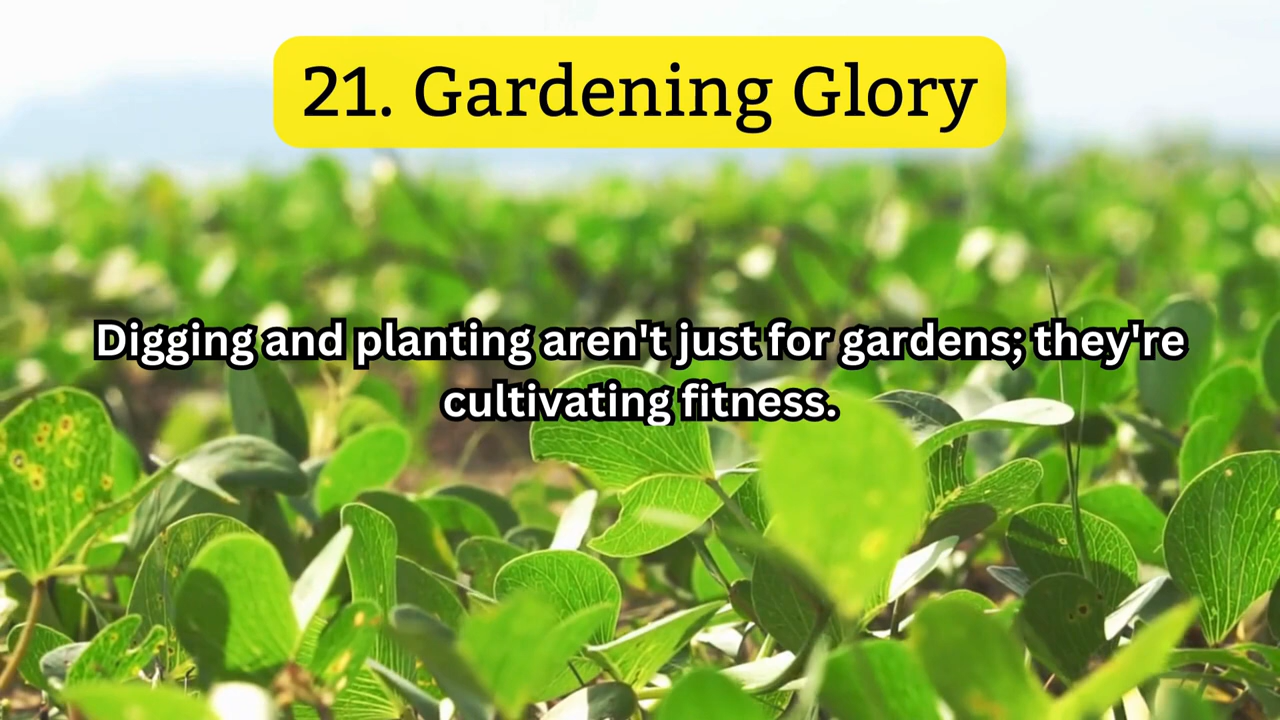 21. Gardening Glory
Digging and planting aren't just for gardens; they're
cultivating fitness.